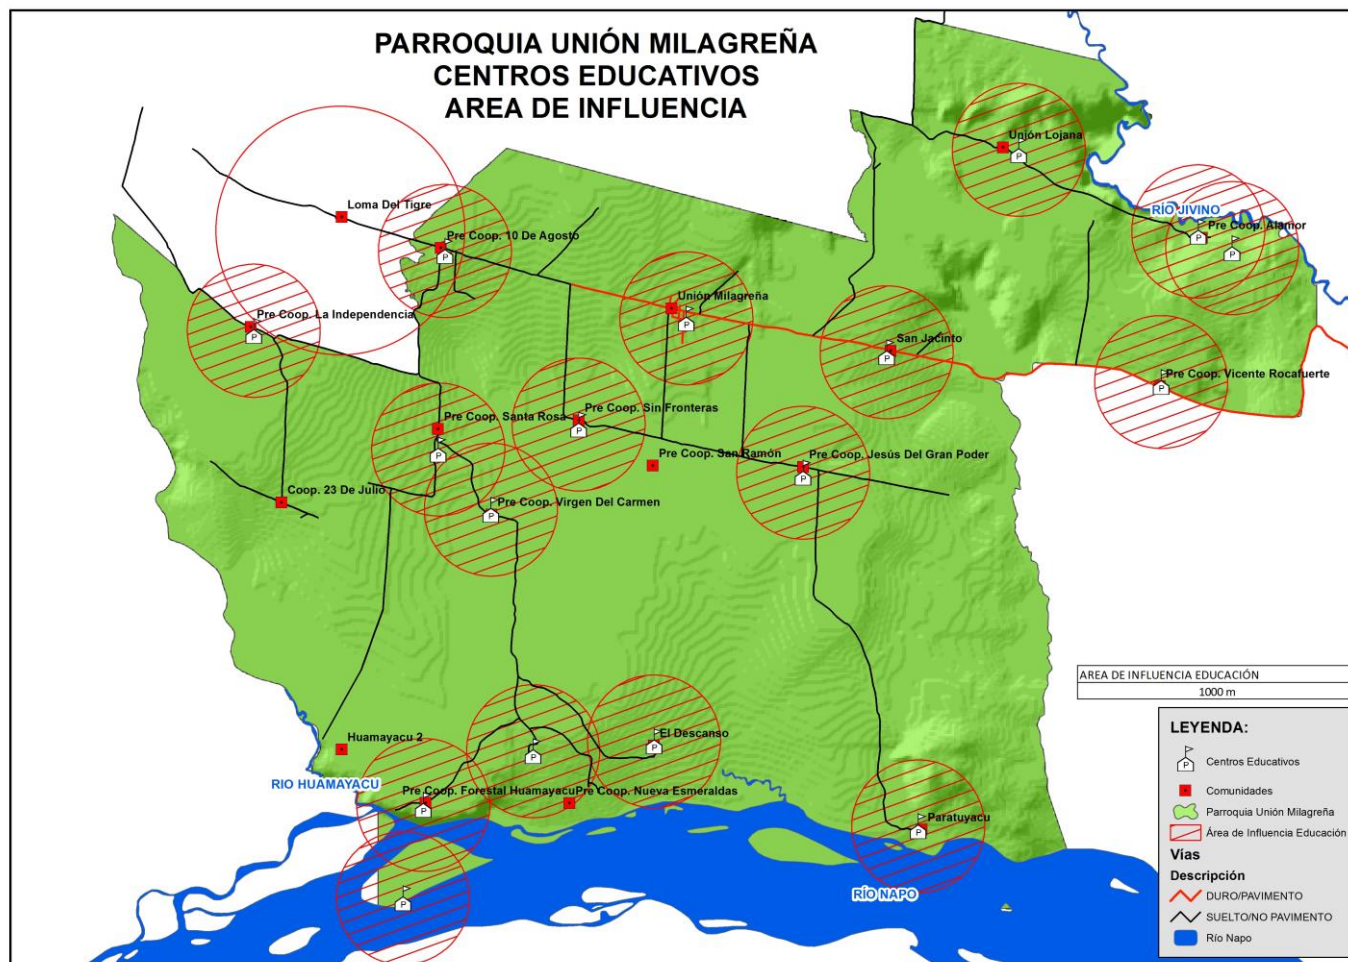 PARROQUIA UNIÓN MILAGREÑA
CENTROS EDUCATIVOS
AREA DE INFLUENCIA
Unión Lojana
P
Loma Del Tigre
RÍO JIVINO
Pre Coop. Alamor
P
P
Pre Coop. 10 De Agosto
P
Unión Milagreña
P
Pre Coop. La Independencia
P
San Jacinto
P
Pre Coop. Vicente Rocafuerte
P
Pre Coop. Santa Rosa
P
Pre Coop. Sin Fronteras
P
Pre Coop. San Ramón
Pre Coop. Jesús Del Gran Poder
P
Coop. 23 De Julio
Pre Coop. Virgen Del Carmen
P
Huamayacu 2
El Descanso
P
P
RIO HUAMAYACU
Pre Coop. Forestal Huamayacu
P
Pre Coop. Nueva Esmeraldas
Paratuyacu
P
RÍO NAPO
P
AREA DE INFLUENCIA EDUCACIÓN
1000 m
LEYENDA:
P
Centros Educativos
Comunidades
Parroquia Unión Milagreña
Área de Influencia Educación
Vías
Descripción
DURO/PAVIMENTO
SUELTO/NO PAVIMENTO
Río Napo